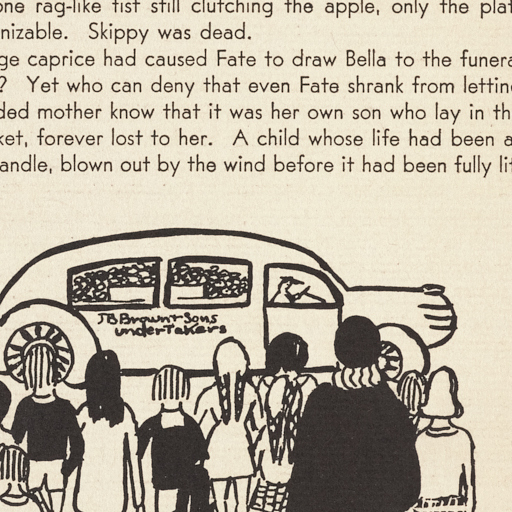 one rag-like fist still clutching the apple, only the plat
nizable. Skippy was dead.
ge caprice had caused Fate to draw Bella to the funera
? Yet who can deny that even Fate shrank from letting
ded mother know that it was her own son who lay in th
ket, forever lost to her. A child whose life had been a
andle, blown out by the wind before it had been fully lit
JB Brown + Sons
underTakers